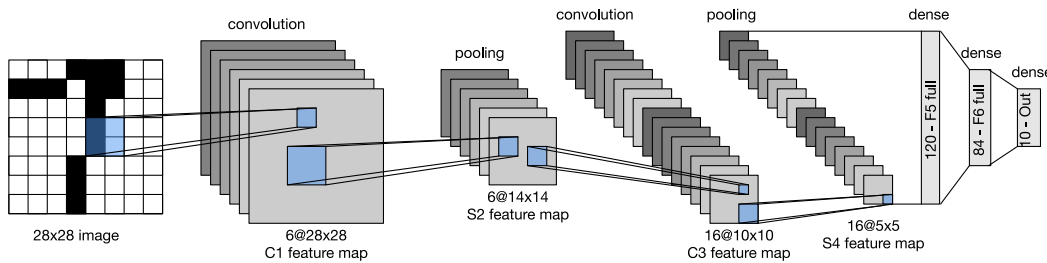 convolution
pooling
convolution
pooling
dense
dense
dense
120 - F5 full
84 - F6 full
10 - Out
28x28 image
6@28x28
C1 feature map
6@14x14
S2 feature map
16@10x10
C3 feature map
16@5x5
S4 feature map